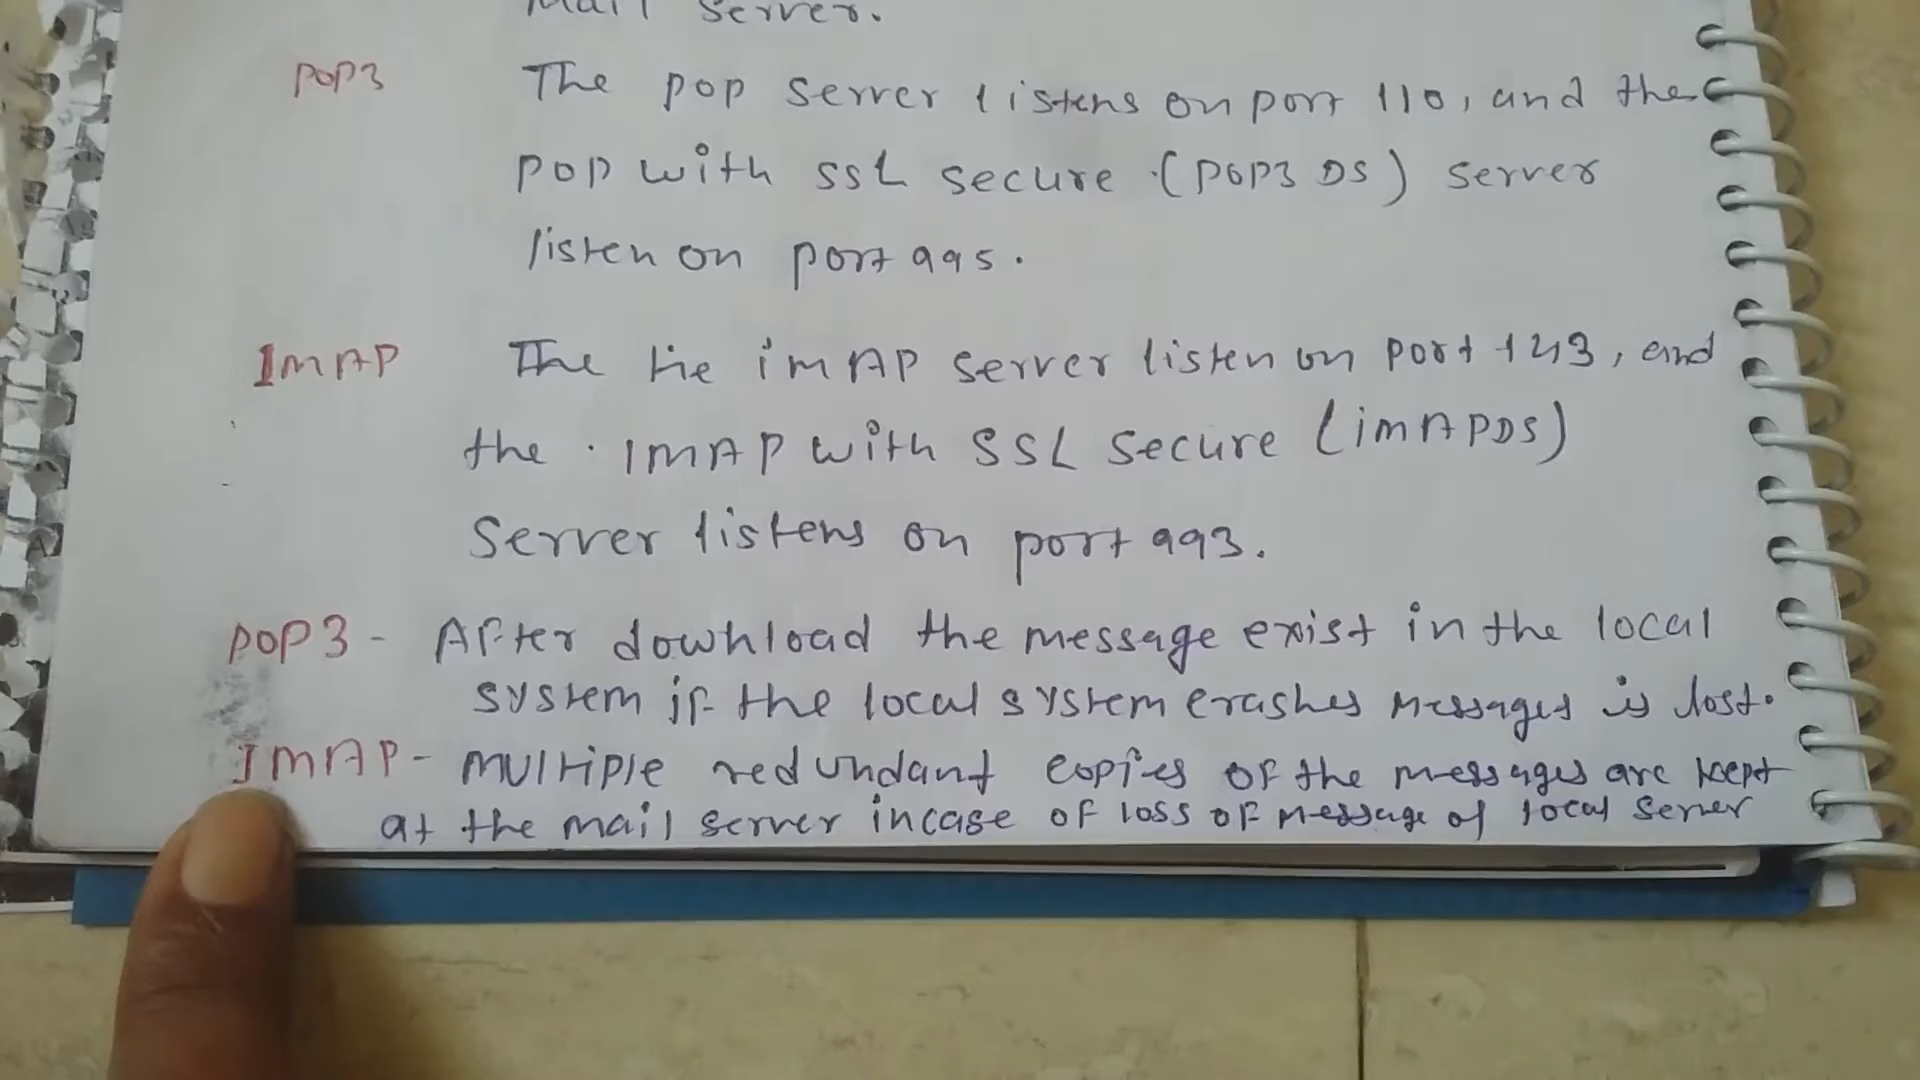 Mail Server.
POP3 The pop server listens on port 110, and the
pop with SSL secure (POP3 DS) server
listen on port 995.
IMAP The the imAP server listen on port 143, and
the . IMAP with SSL secure (imAPDS)
Server listens on port 993.
POP3 - After download the message exist in the local
system if the local system crashes messages is lost.
IMAP - multiple redundant copies of the messages are kept
at the mail server incase of loss of message of local server